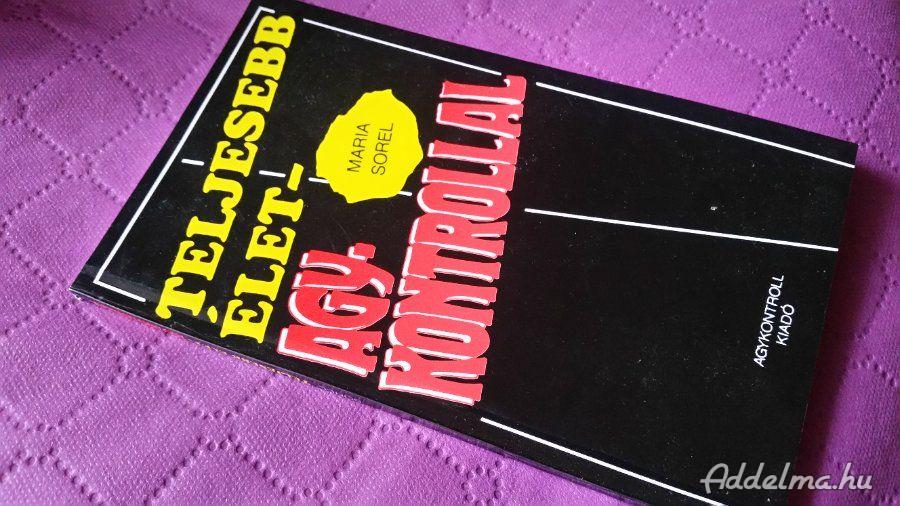 TELJESEBB
ÉLET–
AGY-
KONTROLLAL
MARIA
SOREL
AGYKONTROLL
KIADÓ
Addelma.hu